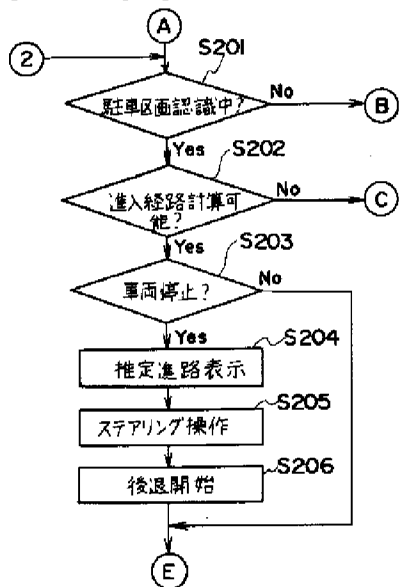 A
2
S201
駐車区画認識中?
No
B
Yes
S202
進入経路計算可
能?
No
C
Yes
S203
車両停止?
No
Yes
S204
推定進路表示
S205
ステアリング操作
S206
後退開始
E